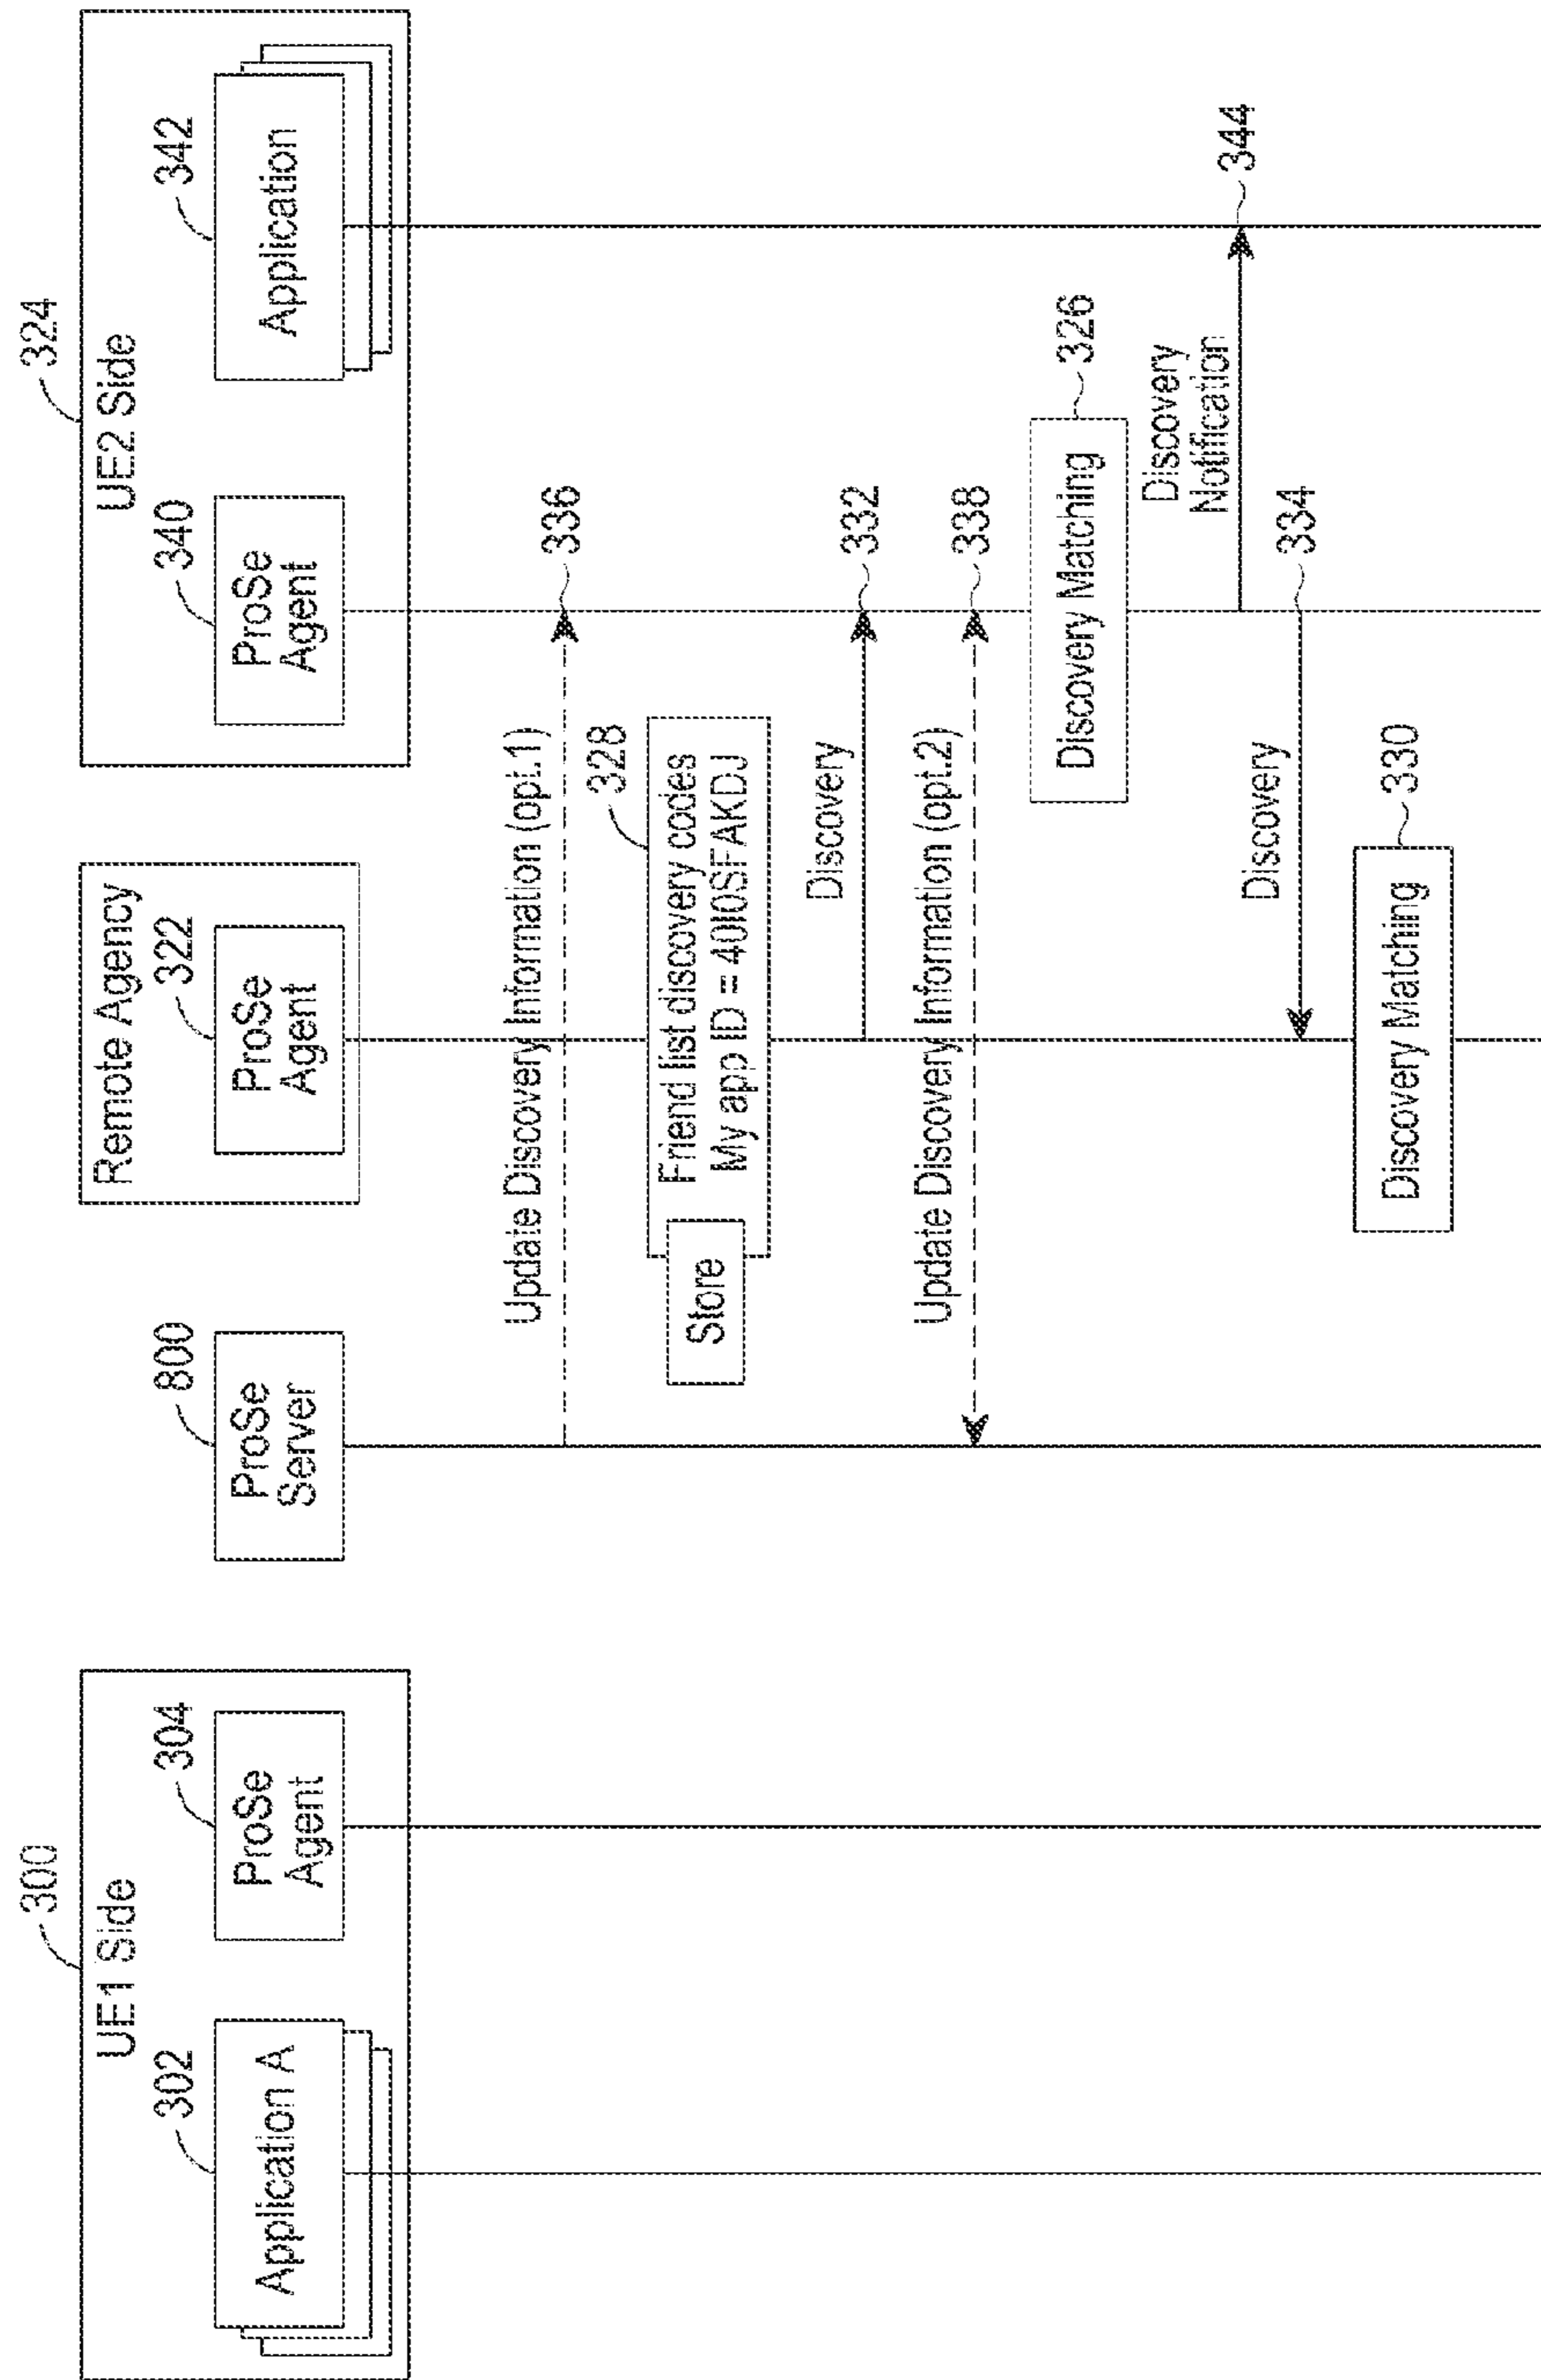 300
UE1 Side
302
Application A
304
ProSe
Agent
800
ProSe
Server
Remote Agency
322
ProSe
Agent
324
UE2 Side
340
ProSe
Agent
342
Application
Update Discovery Information (opt.1)
336
328
Store
Friend list discovery codes
My app ID = 40I0SFAKDJ
Discovery
332
Update Discovery Information (opt.2)
338
Discovery Matching
326
Discovery
Notification
344
Discovery
334
Discovery Matching
330